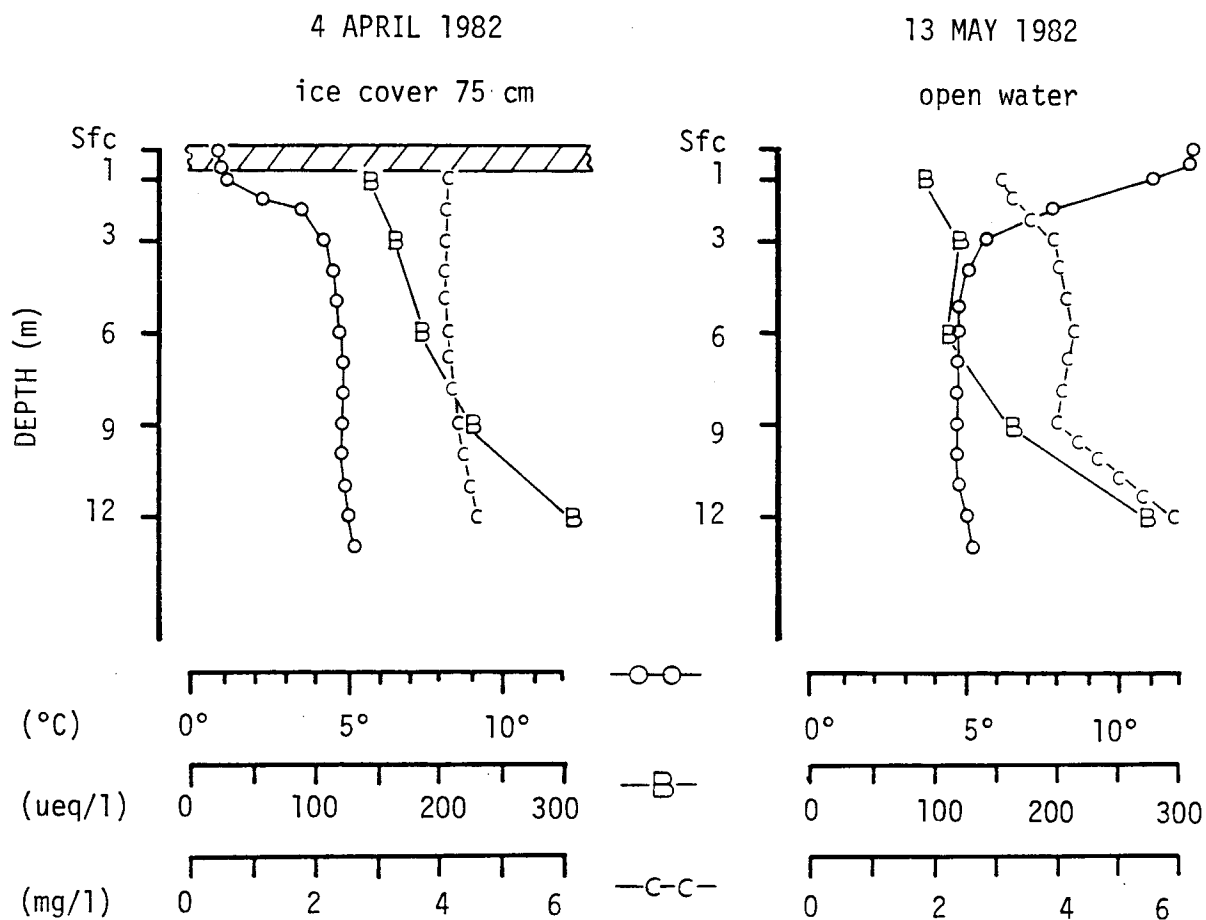 4 APRIL 1982
ice cover 75 cm
Sfc
1
3
6
9
12
DEPTH (m)
B
B
B
B
B
c c c c c c c c c c c c
13 MAY 1982
open water
Sfc
1
3
6
9
12
B
B
B
B
B
c c c c c c c c c c c c c c
(°C) 0° 5° 10°
0° 5° 10°
(ueq/l) 0 100 200 300
B
0 100 200 300
(mg/l) 0 2 4 6
c-c
0 2 4 6